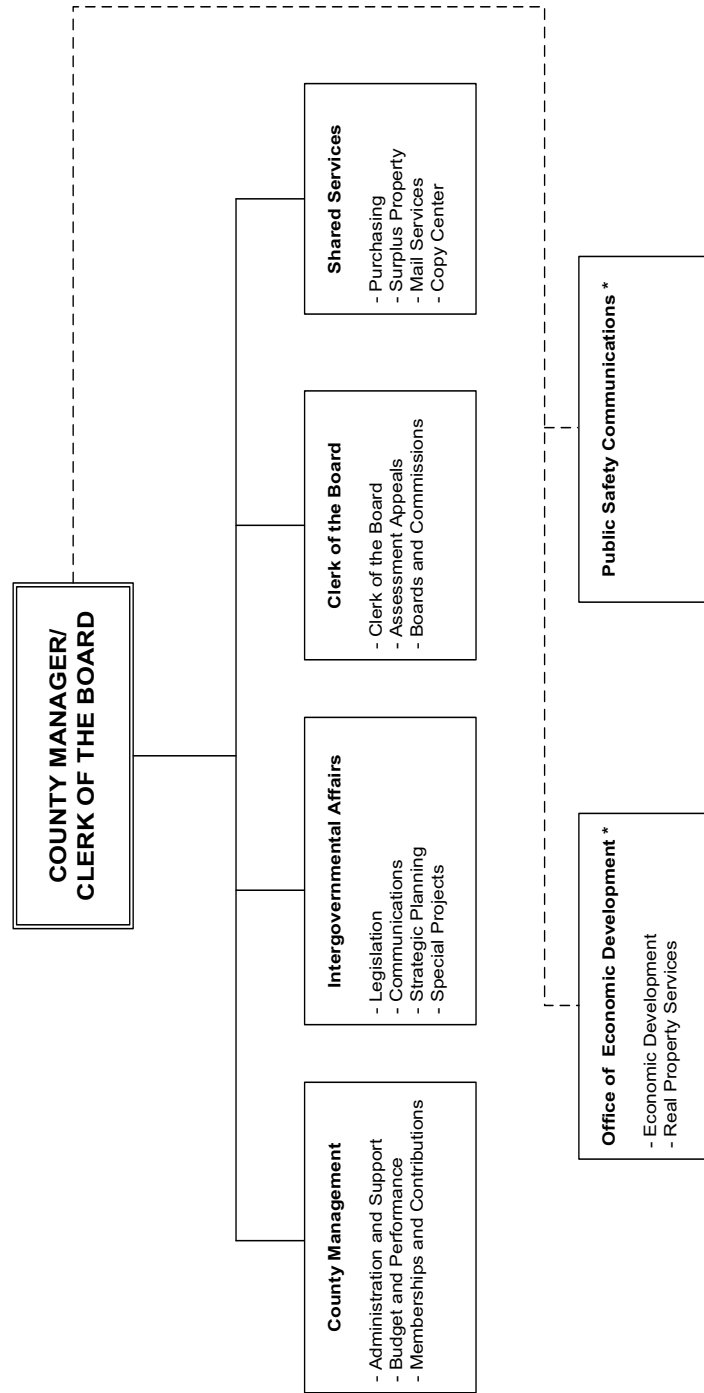 COUNTY MANAGER/
CLERK OF THE BOARD
County Management
- Administration and Support
- Budget and Performance
- Memberships and Contributions
Intergovernmental Affairs
- Legislation
- Communications
- Strategic Planning
- Special Projects
Clerk of the Board
- Clerk of the Board
- Assessment Appeals
- Boards and Commissions
Shared Services
- Purchasing
- Surplus Property
- Mail Services
- Copy Center
Office of Economic Development *
- Economic Development
- Real Property Services
Public Safety Communications *